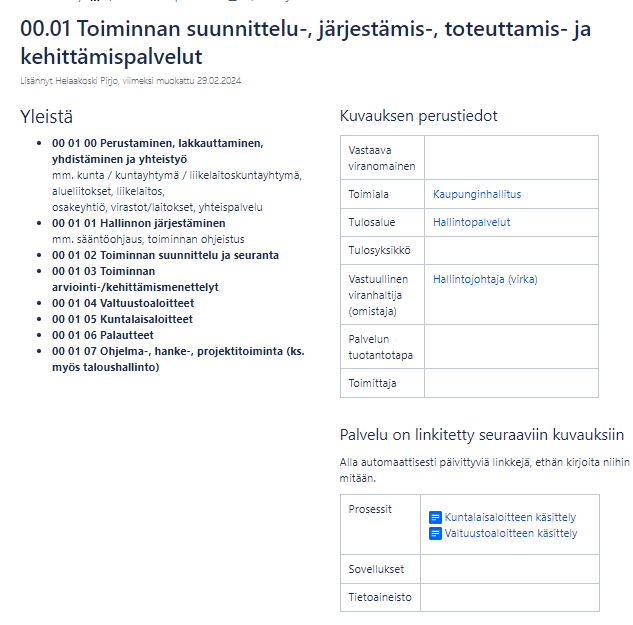 00.01 Toiminnan suunnittelu-, järjestämis-, toteuttamis- ja
kehittämispalvelut
Lisännyt Helaakoski Pirjo, viimeksi muokattu 29.02.2024
Yleistä
00 01 00 Perustaminen, lakkauttaminen,
yhdistäminen ja yhteistyö
mm. kunta / kuntayhtymä / liikelaitoskuntayhtymä,
alueliitokset, liikelaitos,
osakeyhtiö, virastot/laitokset, yhteispalvelu
00 01 01 Hallinnon järjestäminen
mm. sääntöohjaus, toiminnan ohjeistus
00 01 02 Toiminnan suunnittelu ja seuranta
00 01 03 Toiminnan
arviointi-/kehittämismenettelyt
00 01 04 Valtuustoaloitteet
00 01 05 Kuntalaisaloitteet
00 01 06 Palautteet
00 01 07 Ohjelma-, hanke-, projektitoiminta (ks.
myös taloushallinto)
Kuvauksen perustiedot
Vastaava
viranomainen
Toimiala Kaupunginhallitus
Tulosalue Hallintopalvelut
Tulosyksikkö
Vastuullinen
viranhaltija
(omistaja)
Hallintojohtaja (virka)
Palvelun
tuotantotapa
Toimittaja
Palvelu on linkitetty seuraaviin kuvauksiin
Alla automaattisesti päivittyviä linkkejä, ethän kirjoita niihin
mitään.
Prosessit
Kuntalaisaloitteen käsittely
Valtuustoaloitteen käsittely
Sovellukset
Tietoaineisto